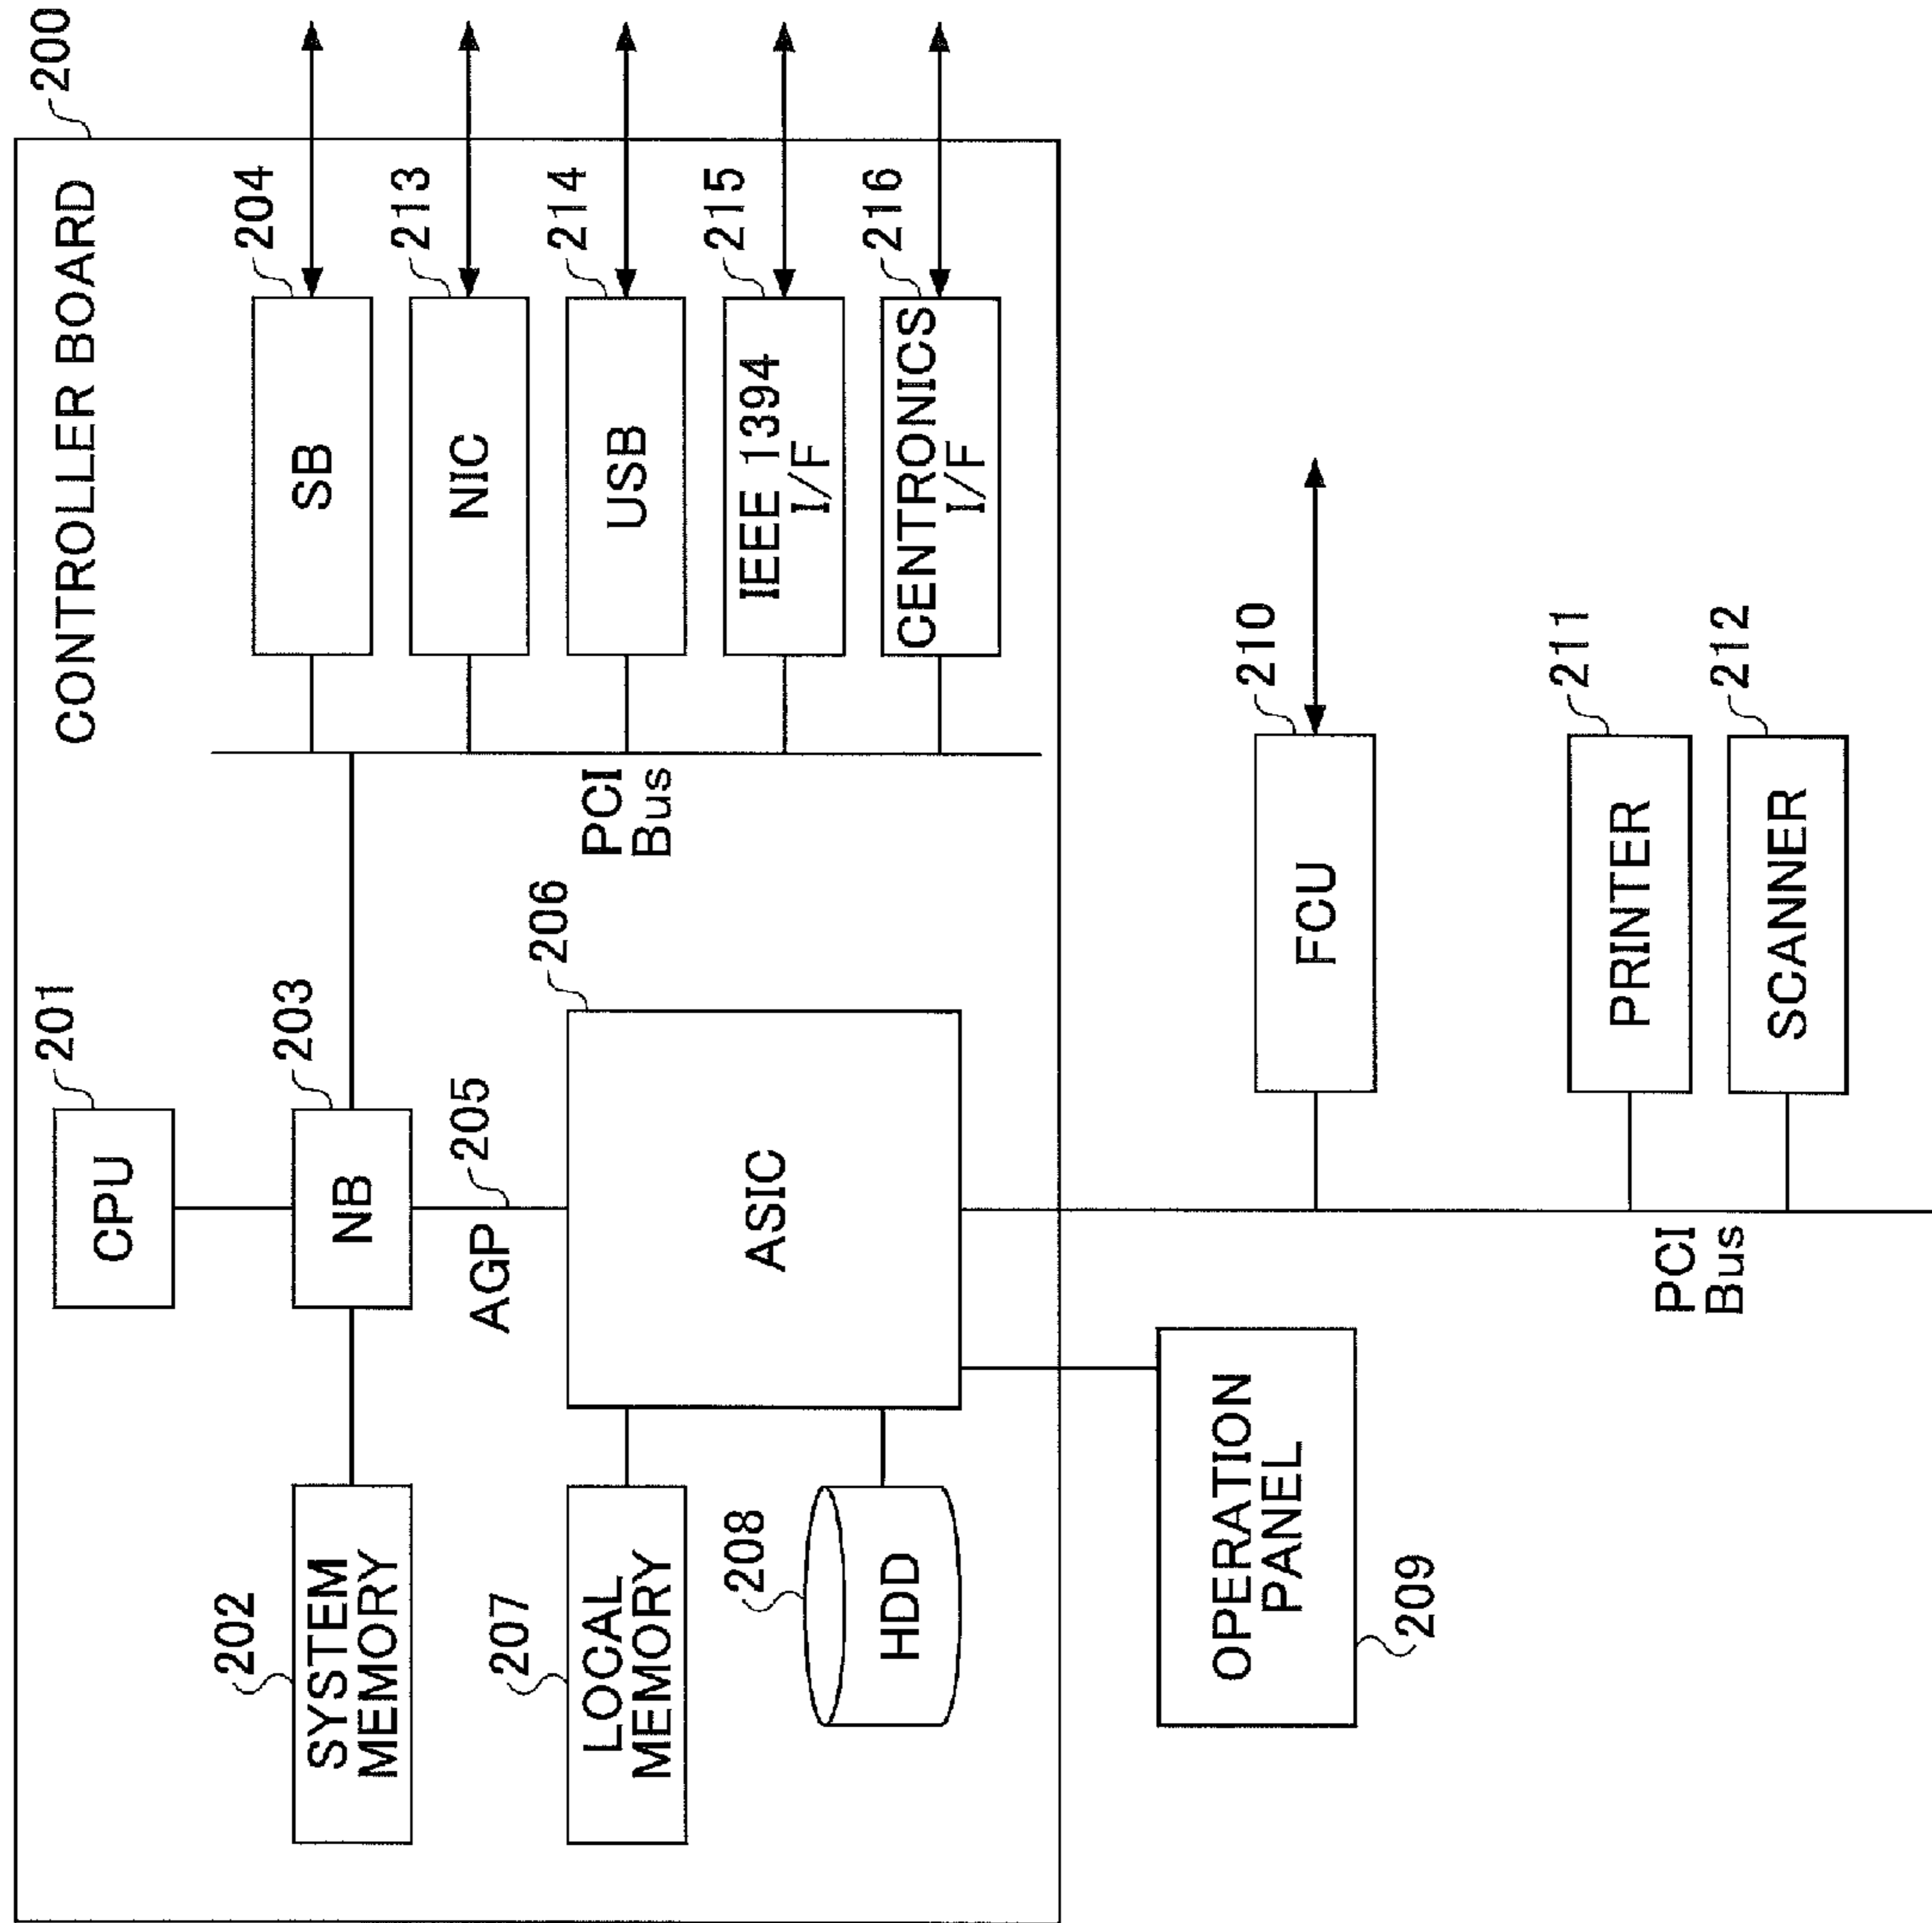 200
CONTROLLER BOARD
201
CPU
202
SYSTEM
MEMORY
203
NB
204
SB
AGP
205
213
NIC
207
LOCAL
MEMORY
206
ASIC
PCI
Bus
214
USB
208
HDD
215
IEEE 1394
I/F
216
CENTRONICS
I/F
OPERATION
PANEL
209
210
FCU
211
PRINTER
PCI
Bus
212
SCANNER